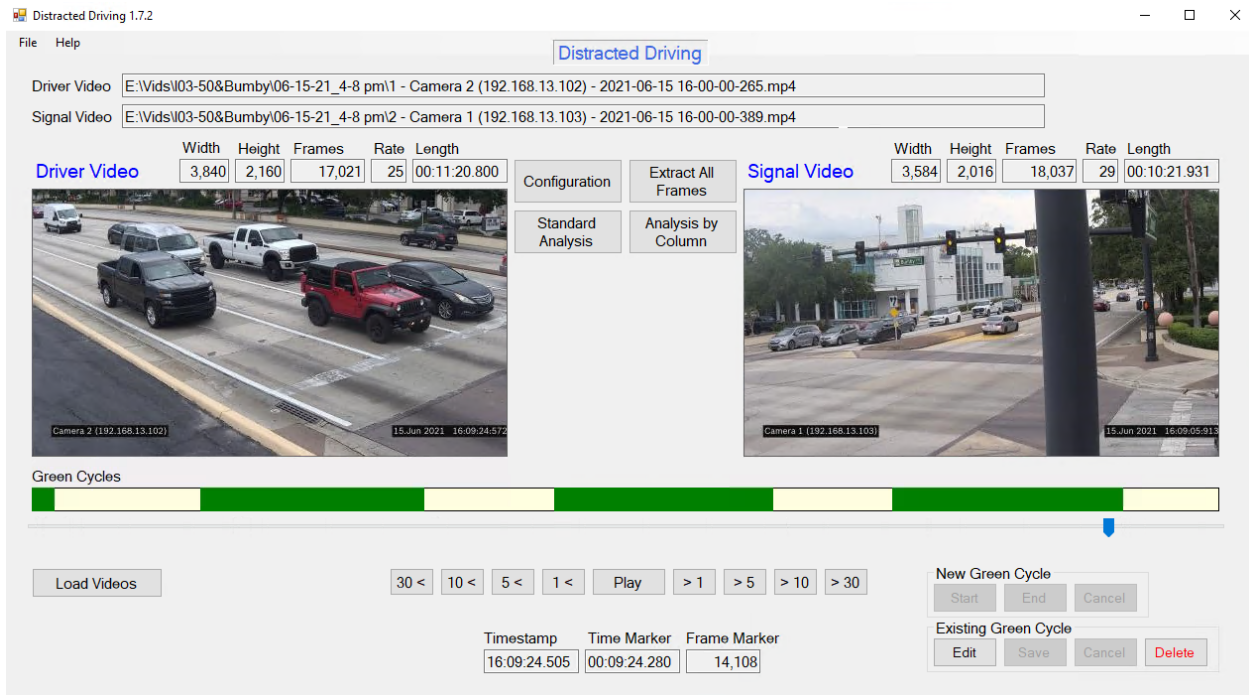 Distracted Driving 1.7.2
File Help
Distracted Driving
Driver Video E:\Vids\I03-50&Bumby\06-15-21_4-8 pm\1 - Camera 2 (192.168.13.102) - 2021-06-15 16-00-00-265.mp4
Signal Video E:\Vids\I03-50&Bumby\06-15-21_4-8 pm\2 - Camera 1 (192.168.13.103) - 2021-06-15 16-00-00-389.mp4
Width Height Frames Rate Length
Driver Video 3,840 2,160 17,021 25 00:11:20.800
Configuration
Extract All
Frames
Standard
Analysis
Analysis by
Column
Width Height Frames Rate Length
Signal Video 3,584 2,016 18,037 29 00:10:21.931
Camera 2 (192.168.13.102) 15.Jun 2021 16:09:24:572
Bumby
Camera 1 (192.168.13.103) 15.Jun 2021 16:09:05:913
Green Cycles
Load Videos
30 < 10 < 5 < 1 < Play > 1 > 5 > 10 > 30
Timestamp Time Marker Frame Marker
16:09:24.505 00:09:24.280 14,108
New Green Cycle
Start End Cancel
Existing Green Cycle
Edit Save Cancel Delete